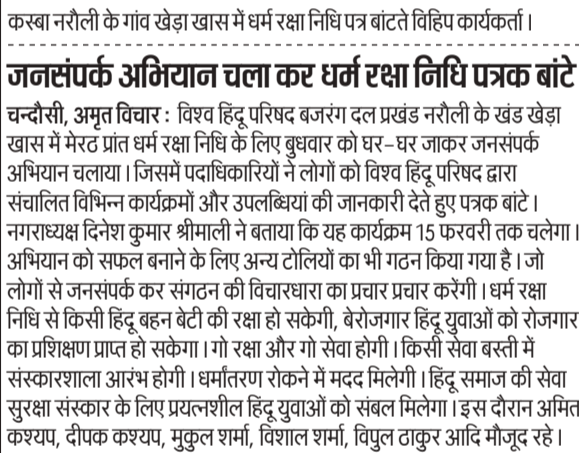 कस्बा नरौली के गांव खेड़ा खास में धर्म रक्षा निधि पत्र बांटते विहिप कार्यकर्ता।
जनसंपर्क अभियान चला कर धर्म रक्षा निधि पत्रक बांटे
चन्दौसी, अमृत विचार : विश्व हिंदू परिषद बजरंग दल प्रखंड नरौली के खंड खेड़ा
खास में मेरठ प्रांत धर्म रक्षा निधि के लिए बुधवार को घर-घर जाकर जनसंपर्क
अभियान चलाया। जिसमें पदाधिकारियों ने लोगों को विश्व हिंदू परिषद द्वारा
संचालित विभिन्न कार्यक्रमों और उपलब्धियां की जानकारी देते हुए पत्रक बांटे।
नगराध्यक्ष दिनेश कुमार श्रीमाली ने बताया कि यह कार्यक्रम 15 फरवरी तक चलेगा।
अभियान को सफल बनाने के लिए अन्य टोलियों का भी गठन किया गया है। जो
लोगों से जनसंपर्क कर संगठन की विचारधारा का प्रचार प्रचार करेंगी। धर्म रक्षा
निधि से किसी हिंदू बहन बेटी की रक्षा हो सकेगी, बेरोजगार हिंदू युवाओं को रोजगार
का प्रशिक्षण प्राप्त हो सकेगा। गो रक्षा और गो सेवा होगी। किसी सेवा बस्ती में
संस्कारशाला आरंभ होगी। धर्मांतरण रोकने में मदद मिलेगी। हिंदू समाज की सेवा
सुरक्षा संस्कार के लिए प्रयत्नशील हिंदू युवाओं को संबल मिलेगा। इस दौरान अमित
कश्यप, दीपक कश्यप, मुकुल शर्मा, विशाल शर्मा, विपुल ठाकुर आदि मौजूद रहे।